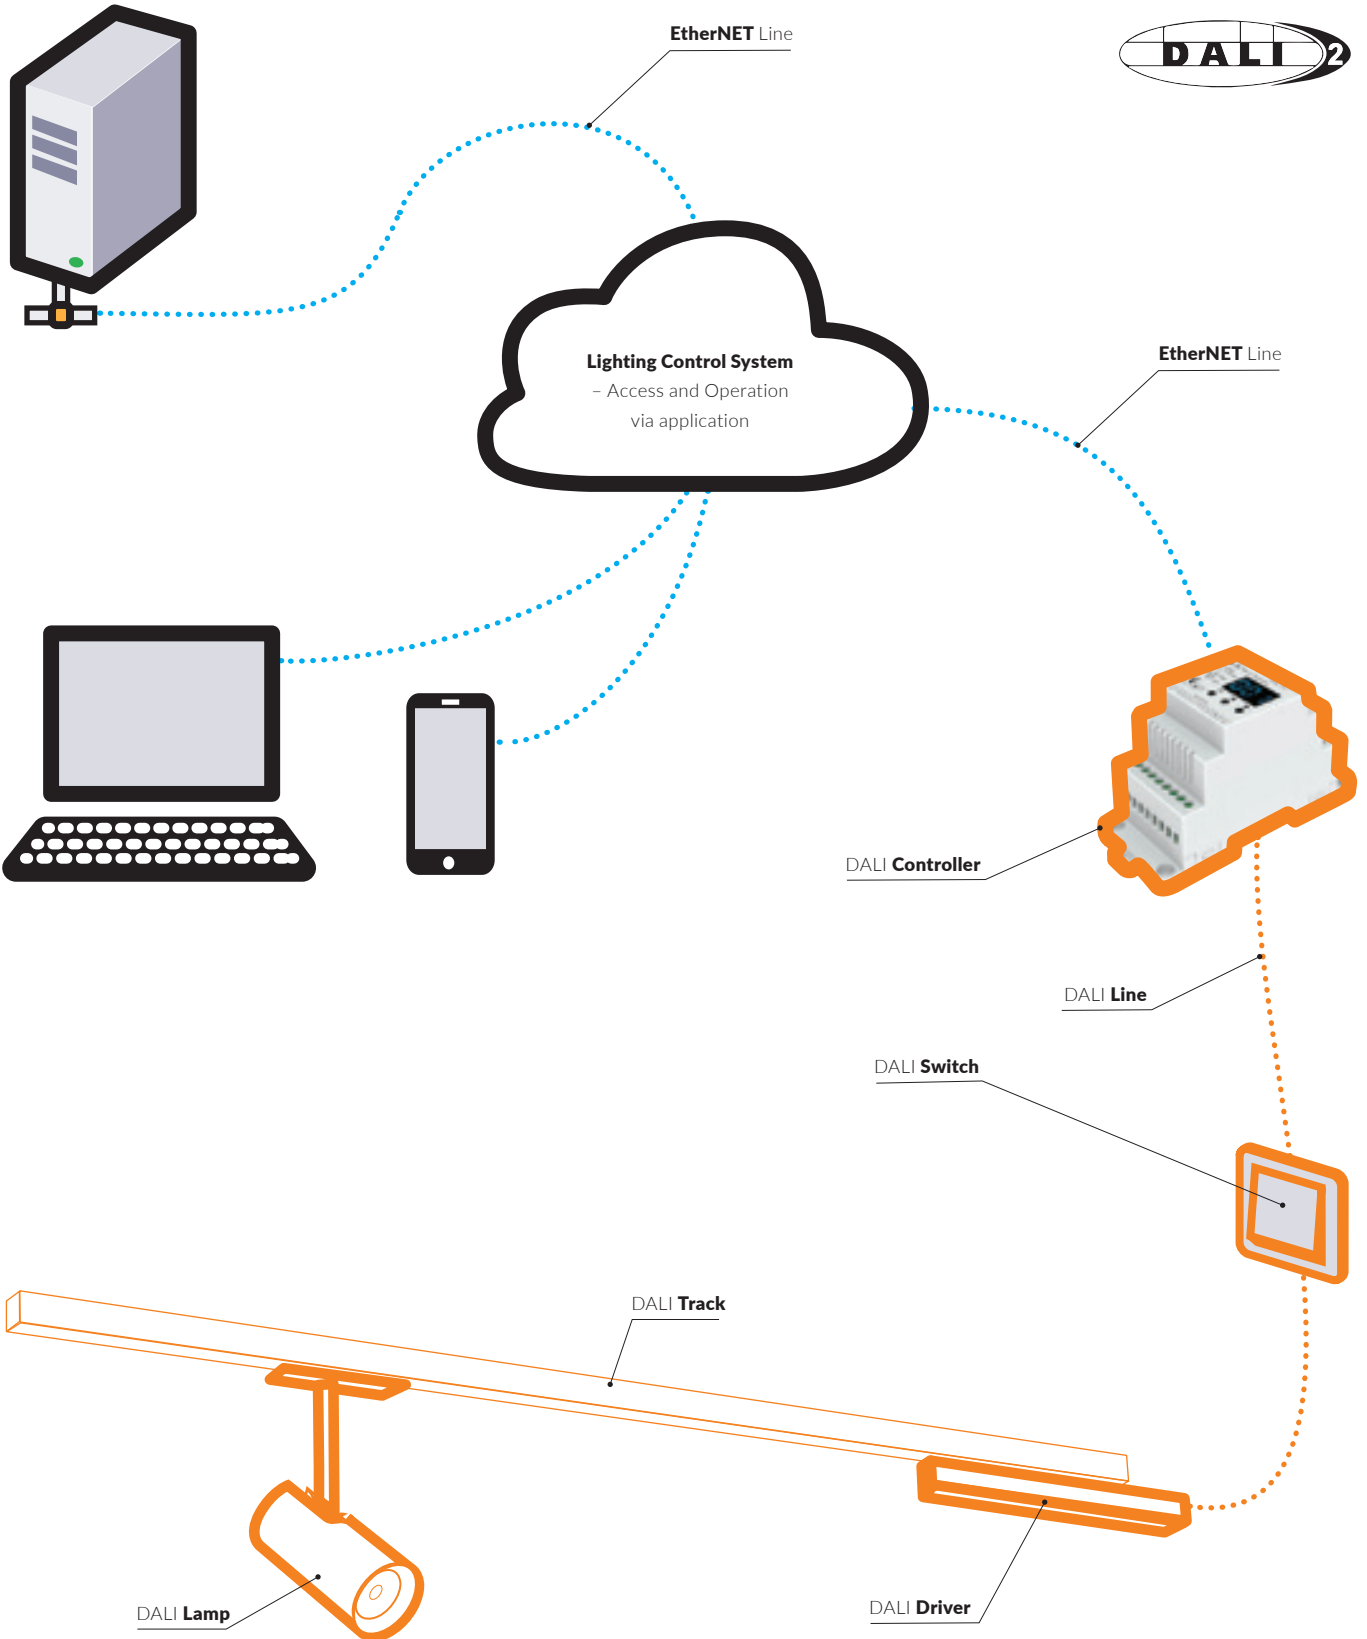 EtherNET Line
DALI 2
Lighting Control System
– Access and Operation
via application
EtherNET Line
DALI Controller
DALI Line
DALI Switch
DALI Track
DALI Lamp
DALI Driver